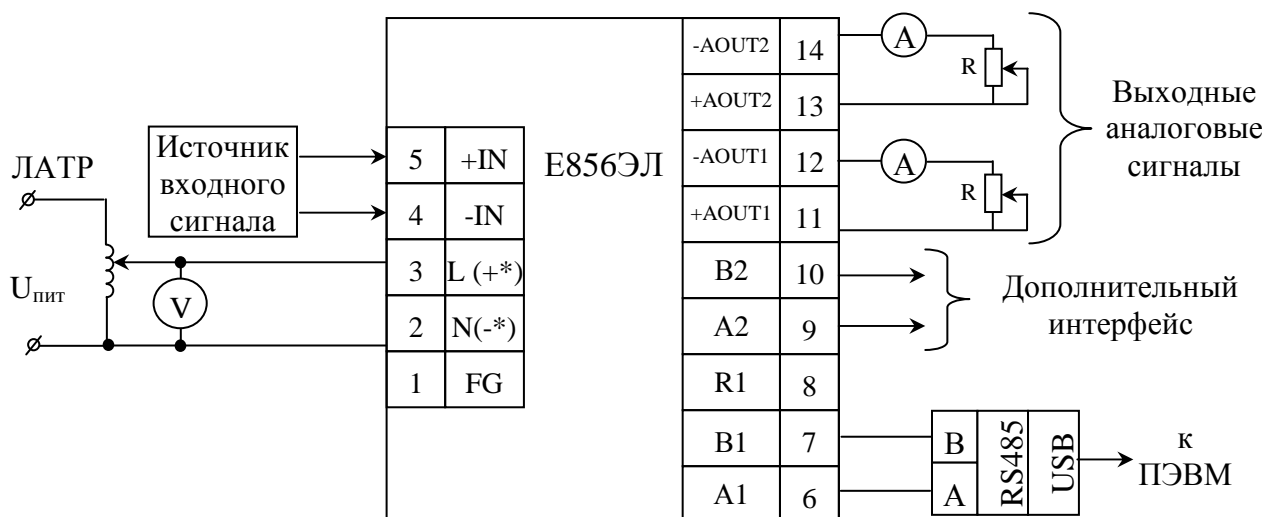 ЛАТР
Uпит
Источник
входного
сигнала
V
5 +IN
4 -IN
3 L (+*)
2 N(-*)
1 FG
Е856ЭЛ
-AOUT2 14
+AOUT2 13
-AOUT1 12
+AOUT1 11
B2 10
A2 9
R1 8
B1 7
A1 6
A
R
A
R
Выходные
аналоговые
сигналы
Дополнительный
интерфейс
B
A
RS485
USB
к
ПЭВМ